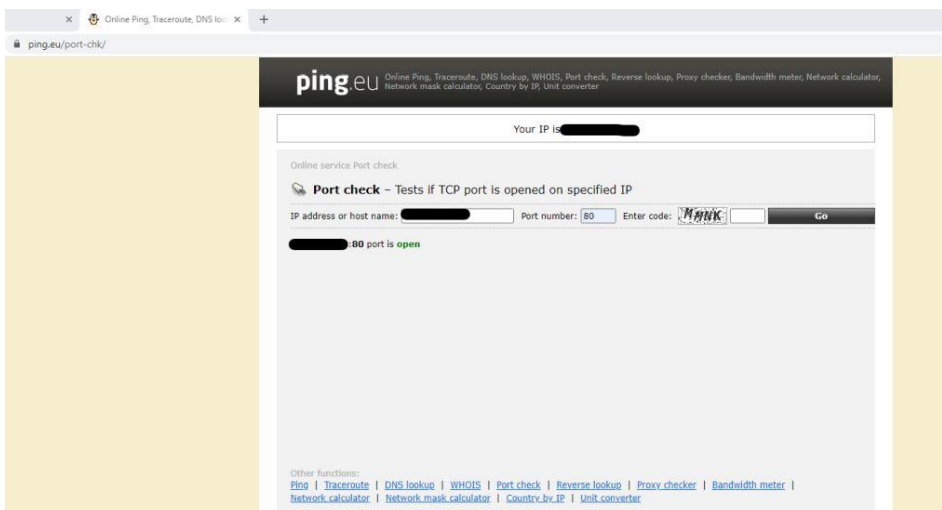 Online Ping, Traceroute, DNS loc
ping.eu/port-chk/
ping.eu Online Ping, Traceroute, DNS lookup, WHOIS, Port check, Reverse lookup, Proxy checker, Bandwidth meter, Network calculator,
Network mask calculator, Country by IP, Unit converter
Your IP is
Online service Port check
Port check – Tests if TCP port is opened on specified IP
IP address or host name: Port number: 80 Enter code: Go
:80 port is open
Other functions:
Ping | Traceroute | DNS lookup | WHOIS | Port check | Reverse lookup | Proxy checker | Bandwidth meter |
Network calculator | Network mask calculator | Country by IP | Unit converter